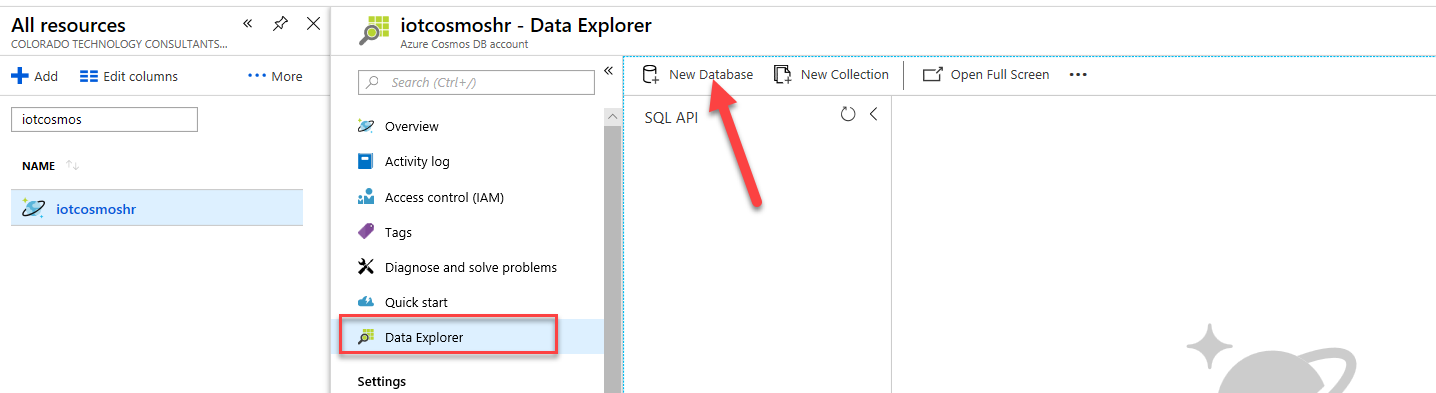 All resources
COLORADO TECHNOLOGY CONSULTANTS...
Add Edit columns More
iotcosmos
NAME
iotcosmoshr
iotcosmoshr - Data Explorer
Azure Cosmos DB account
Search (Ctrl+/)
Overview
Activity log
Access control (IAM)
Tags
Diagnose and solve problems
Quick start
Data Explorer
Settings
New Database New Collection Open Full Screen
SQL API